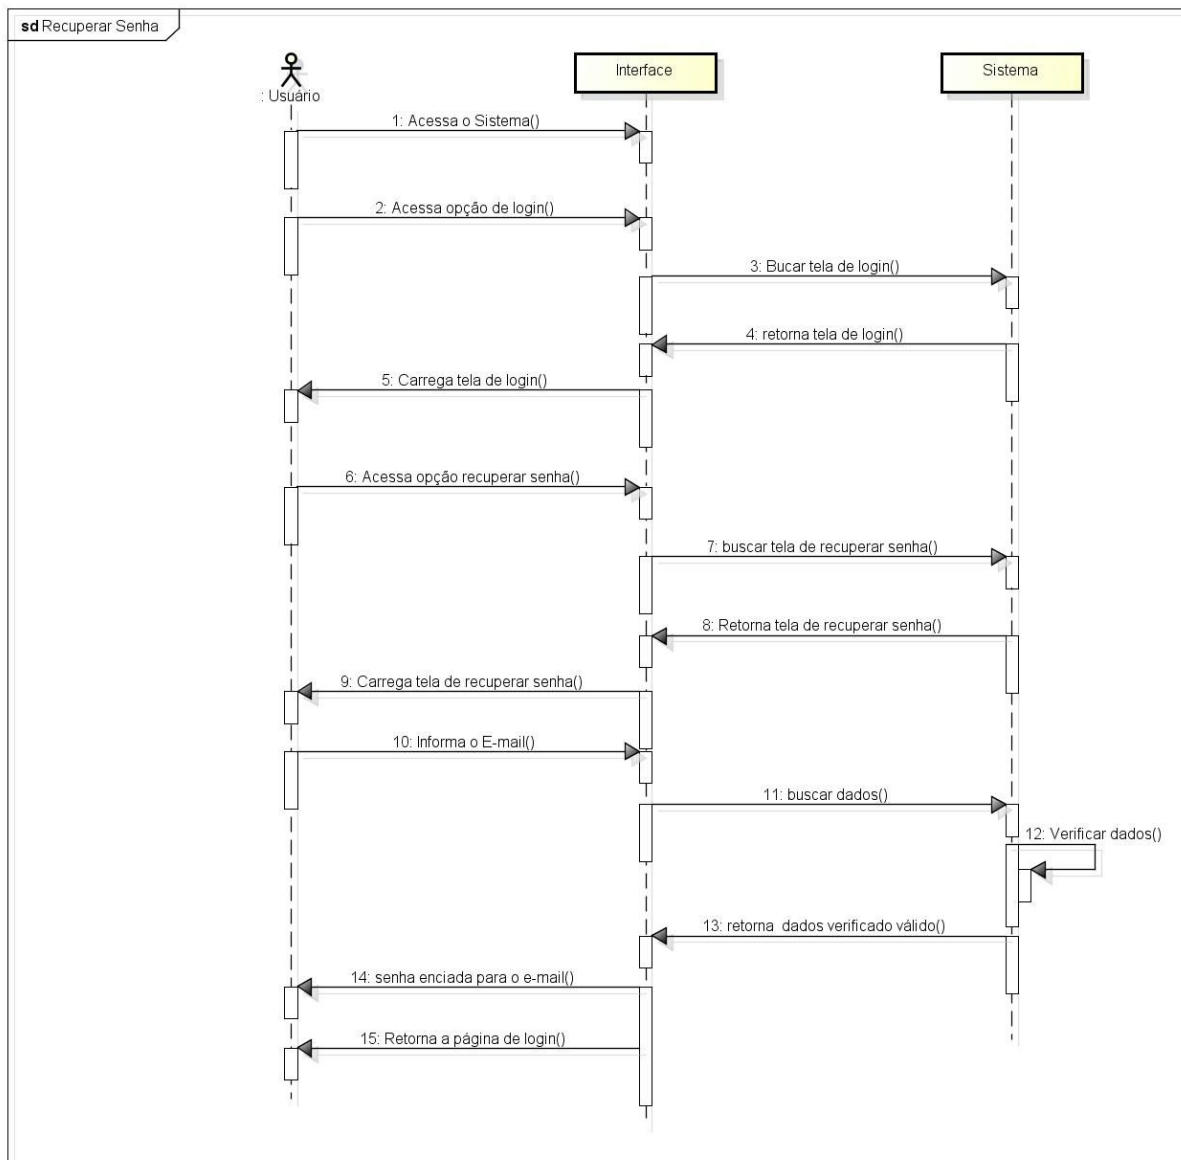 sd Recuperar Senha
: Usuário
Interface
Sistema
1: Acessa o Sistema()
2: Acessa opção de login()
3: Bucar tela de login()
4: retorna tela de login()
5: Carrega tela de login()
6: Acessa opção recuperar senha()
7: buscar tela de recuperar senha()
8: Retorna tela de recuperar senha()
9: Carrega tela de recuperar senha()
10: Informa o E-mail()
11: buscar dados()
12: Verificar dados()
13: retorna  dados verificado válido()
14: senha enciada para o e-mail()
15: Retorna a página de login()